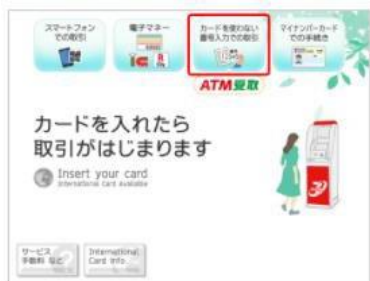 スマートフォン
での取引
電子マネー
カードを使わない
番号入力での取引
マイナンバーカード
での手続き
ATM受取
カードを入れたら
取引がはじまります
Insert your card
International Card Available
サービス
手数料 など
International
Card Info.